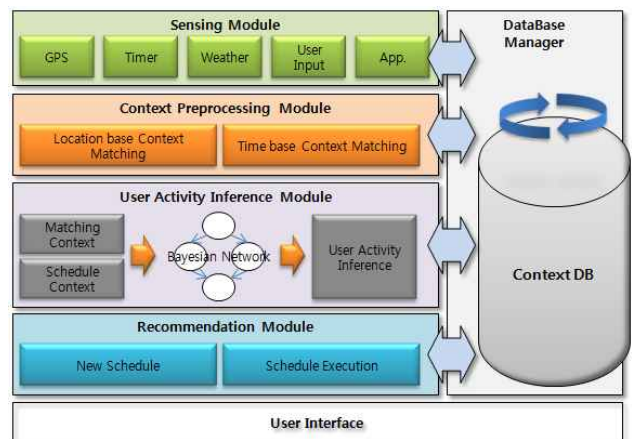 Sensing Module
GPS
Timer
Weather
User
Input
App.
Context Preprocessing Module
Location base Context
Matching
Time base Context Matching
User Activity Inference Module
Matching
Context
Schedule
Context
Bayesian Network
User Activity
Inference
Recommendation Module
New Schedule
Schedule Execution
DataBase
Manager
Context DB
User Interface